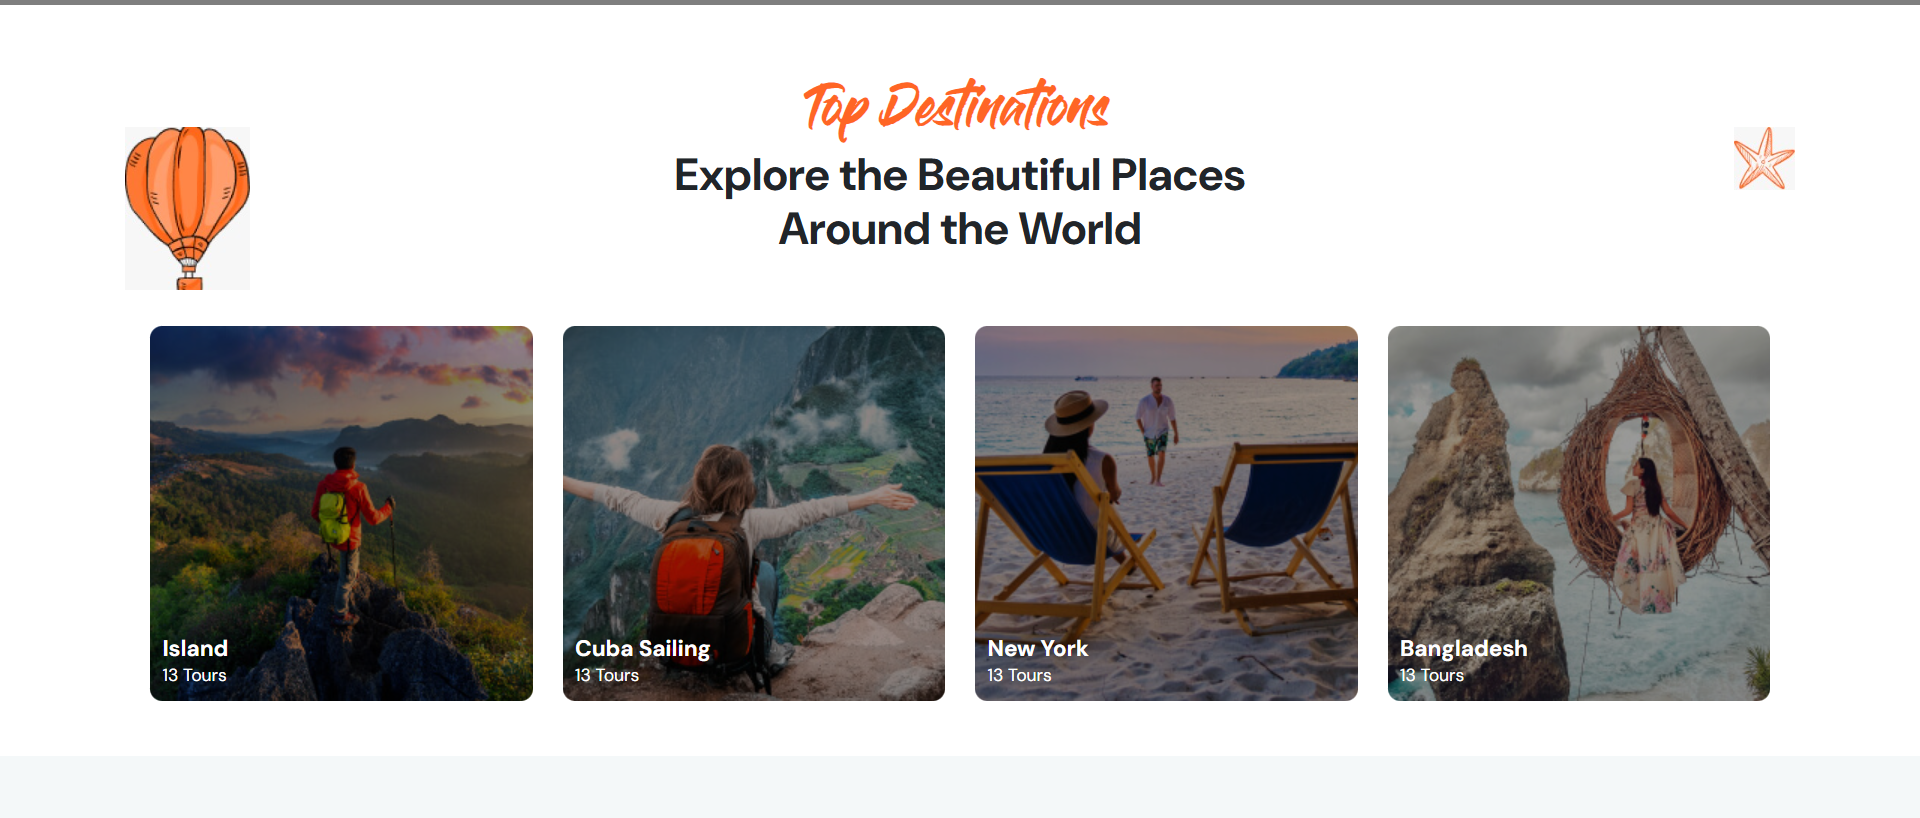 Top Destinations
Explore the Beautiful Places
Around the World
Island
13 Tours
Cuba Sailing
13 Tours
New York
13 Tours
Bangladesh
13 Tours